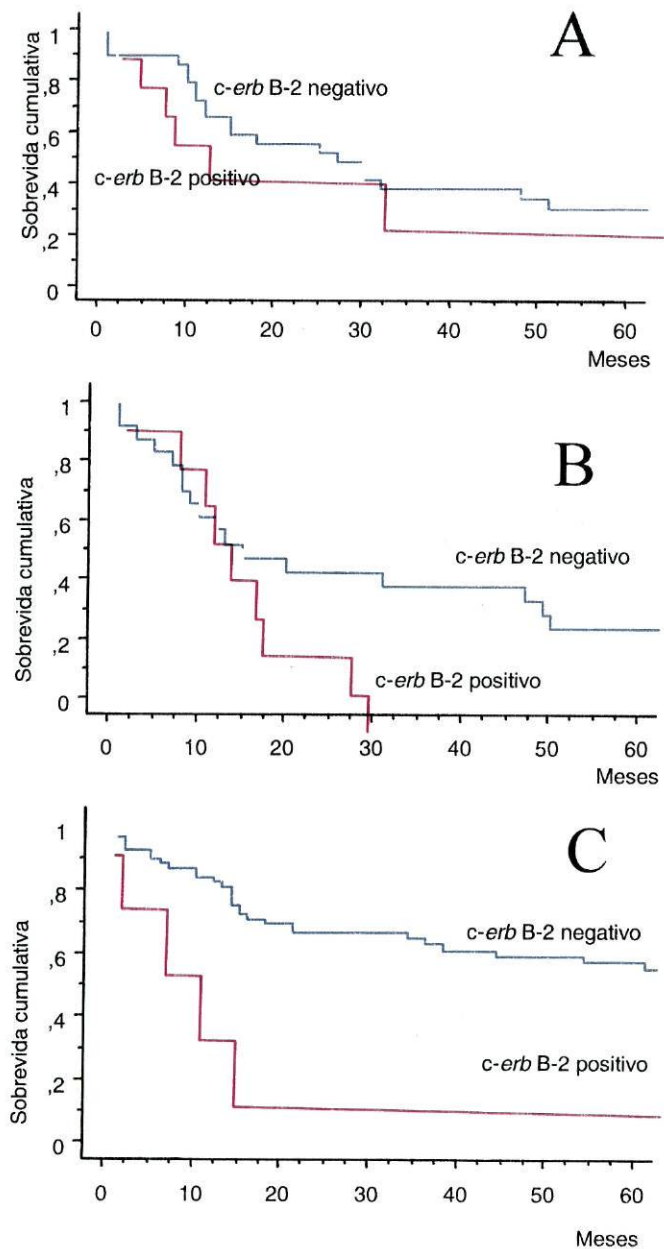 A
1
,8
,6
,4
,2
0
Sobrevida cumulativa
c-erb B-2 negativo
c-erb B-2 positivo
0 10 20 30 40 50 60
Meses
B
1
,8
,6
,4
,2
0
Sobrevida cumulativa
c-erb B-2 negativo
c-erb B-2 positivo
0 10 20 30 40 50 60
Meses
C
1
,8
,6
,4
,2
0
Sobrevida cumulativa
c-erb B-2 negativo
c-erb B-2 positivo
0 10 20 30 40 50 60
Meses